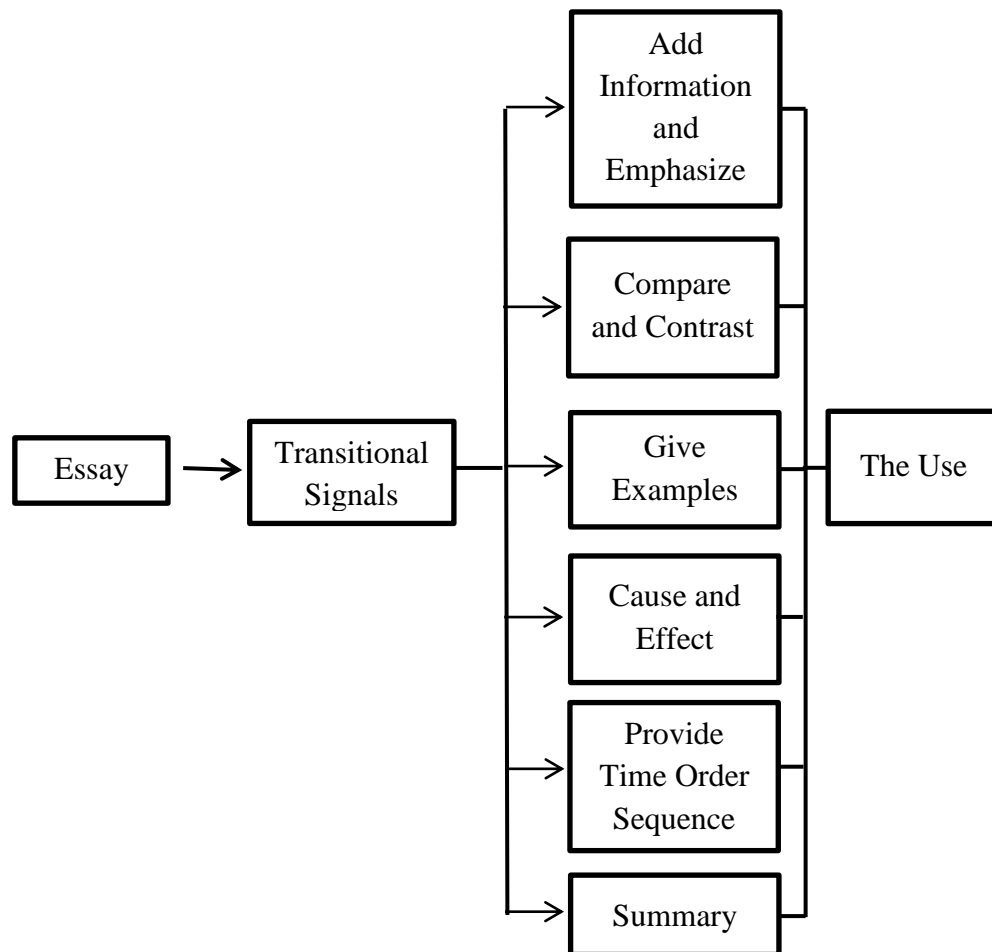 Essay
Transitional
Signals
Add
Information
and
Emphasize
Compare
and Contrast
Give
Examples
Cause and
Effect
Provide
Time Order
Sequence
Summary
The Use